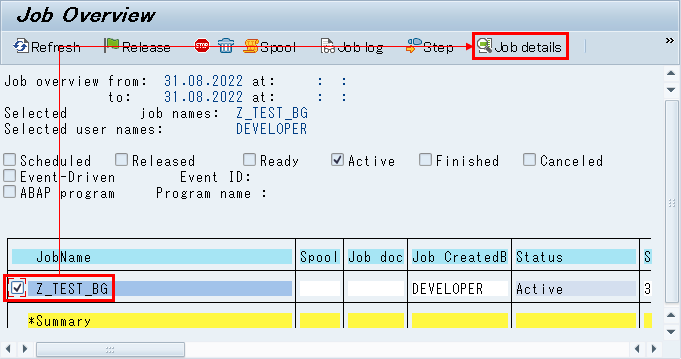 Job Overview
Refresh Release Spool Job log Step Job details »
Job overview from: 31.08.2022 at: : :
to: 31.08.2022 at: : :
Selected job names: Z_TEST_BG
Selected user names: DEVELOPER
Scheduled Released Ready Active Finished Canceled
Event-Driven Event ID:
ABAP program Program name :
JobName Spool Job doc Job CreatedB Status S
Z_TEST_BG DEVELOPER Active 3
*Summary